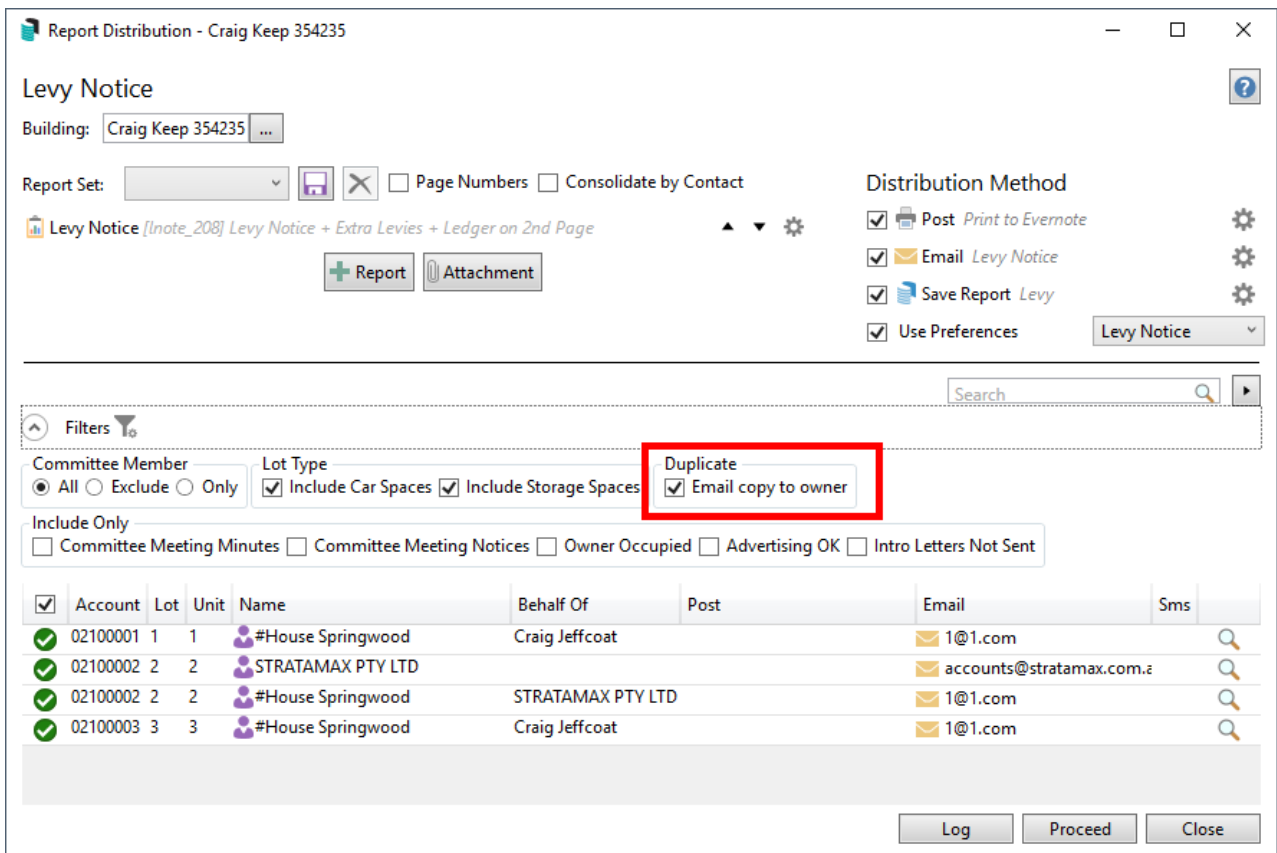 Report Distribution - Craig Keep 354235
Levy Notice
Building: Craig Keep 354235 ...
Report Set: Page Numbers Consolidate by Contact
Distribution Method
Levy Notice [lnote_208] Levy Notice + Extra Levies + Ledger on 2nd Page
Post Print to Evernote
Report Attachment
Email Levy Notice
Save Report Levy
Use Preferences Levy Notice
Search
Filters
Committee Member Lot Type Duplicate
All Exclude Only Include Car Spaces Include Storage Spaces Email copy to owner
Include Only
Committee Meeting Minutes Committee Meeting Notices Owner Occupied Advertising OK Intro Letters Not Sent
Account Lot Unit Name Behalf Of Post Email Sms
02100001 1 1 #House Springwood Craig Jeffcoat 1@1.com
02100002 2 2 STRATAMAX PTY LTD accounts@stratamax.com.a
02100002 2 2 #House Springwood STRATAMAX PTY LTD 1@1.com
02100003 3 3 #House Springwood Craig Jeffcoat 1@1.com
Log Proceed Close